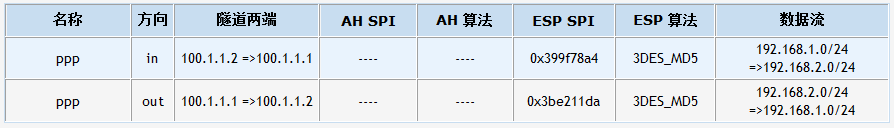 名称 方向 隧道两端 AH SPI AH 算法 ESP SPI ESP 算法 数据流
ppp in 100.1.1.2 =>100.1.1.1 ---- ---- 0x399f78a4 3DES_MD5 192.168.1.0/24
=>192.168.2.0/24
ppp out 100.1.1.1 =>100.1.1.2 ---- ---- 0x3be211da 3DES_MD5 192.168.2.0/24
=>192.168.1.0/24